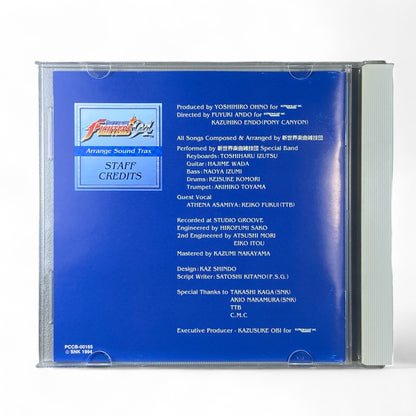 THE KING OF
FIGHTERS '94
Arrange Sound Trax
STAFF
CREDITS
Produced by YOSHIHIRO OHNO for
Directed by FUYUKI ANDO for
KAZUHIKO ENDO(PONY CANYON)
All Songs Composed & Arranged by 新世界楽曲雑技団
Performed by 新世界楽曲雑技団 Special Band
Keyboards: TOSHIHARU IZUTSU
Guitar: HAJIME WADA
Bass: NAOYA IZUMI
Drums: KEISUKE KOMORI
Trumpet: AKIHIKO TOYAMA
Guest Vocal
ATHENA ASAMIYA: REIKO FUKUI (TTB)
Recorded at STUDIO GROOVE
Engineered by HIROFUMI SAKO
2nd Engineered by ATSUSHI MORI
EIKO ITOU
Mastered by KAZUMI NAKAYAMA
Design: KAZ SHINDO
Script Writer: SATOSHI KITANO(P.S.G.)
Special Thanks to TAKASHI KAGA(SNK)
AKIO NAKAMURA(SNK)
TTB
C.M.C
Executive Producer - KAZUSUKE OBI for
PCCB-00165
© SNK 1994